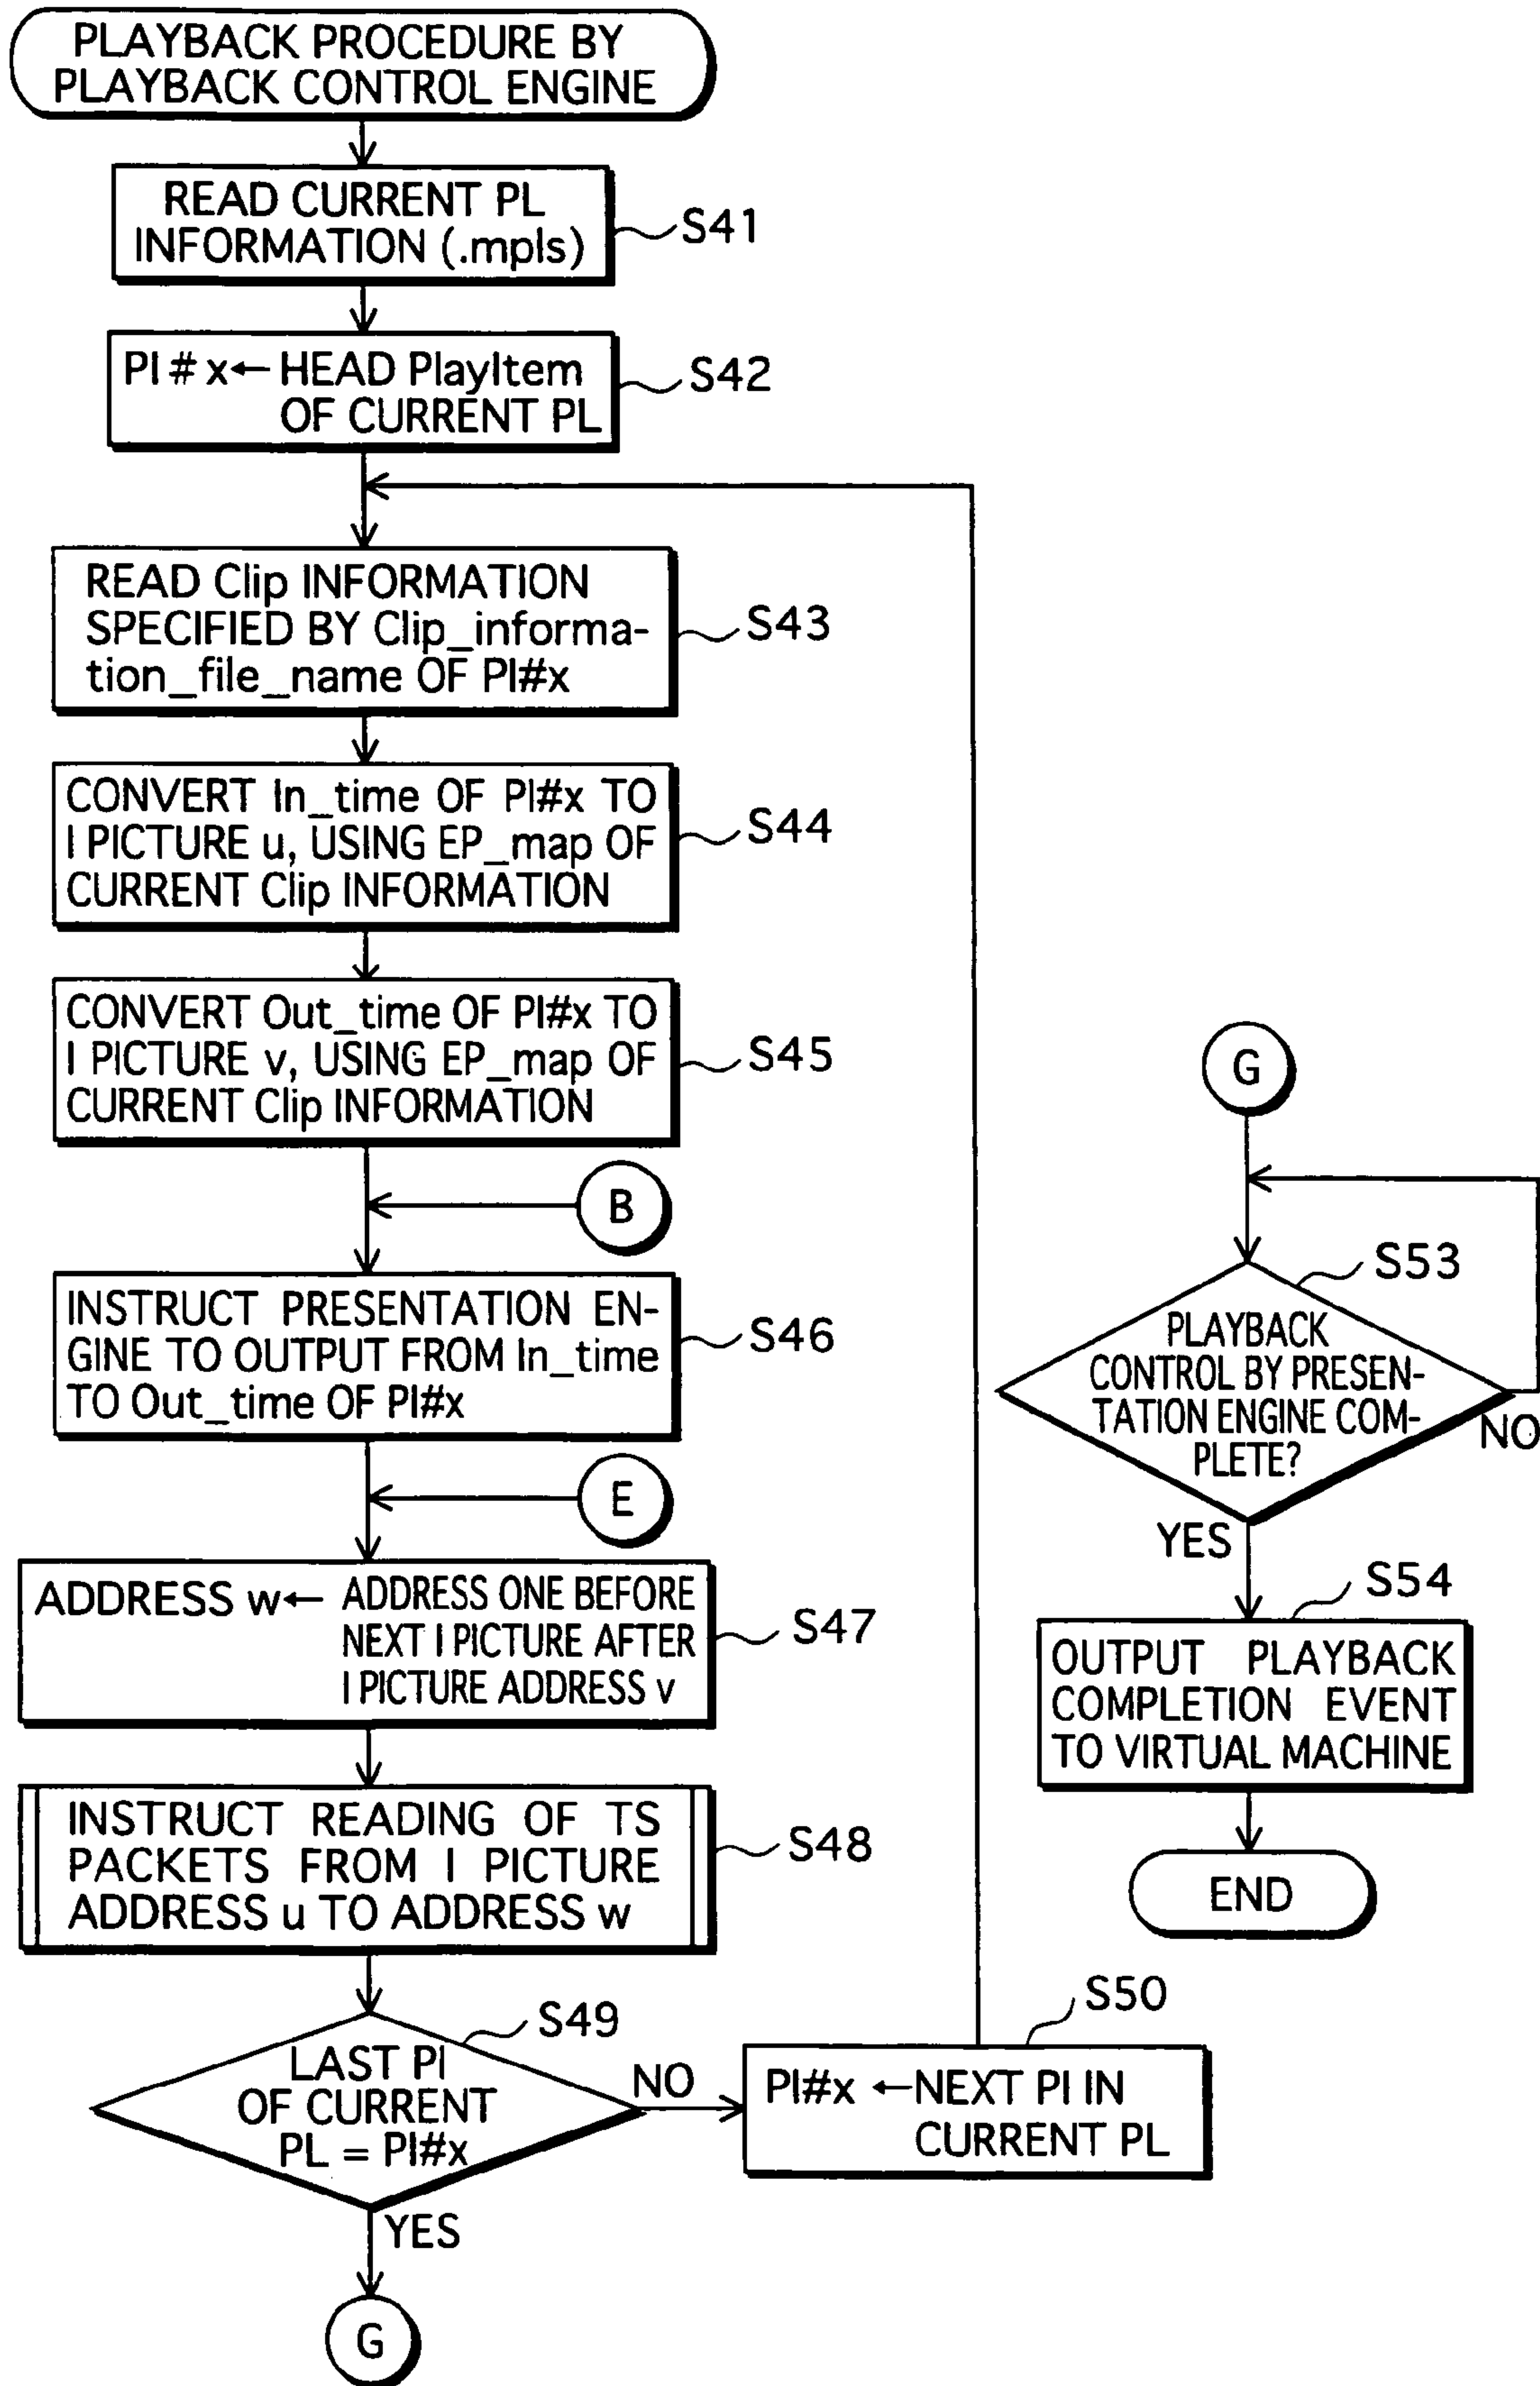 PLAYBACK PROCEDURE BY
PLAYBACK CONTROL ENGINE
READ CURRENT PL
INFORMATION (.mpls)
S41
PI # x← HEAD PlayItem
OF CURRENT PL
S42
READ Clip INFORMATION
SPECIFIED BY Clip_informa-
tion_file_name OF PI#x
S43
CONVERT In_time OF PI#x TO
I PICTURE u, USING EP_map OF
CURRENT Clip INFORMATION
S44
CONVERT Out_time OF PI#x TO
I PICTURE v, USING EP_map OF
CURRENT Clip INFORMATION
S45
B
INSTRUCT PRESENTATION EN-
GINE TO OUTPUT FROM In_time
TO Out_time OF PI#x
S46
E
ADDRESS w← ADDRESS ONE BEFORE
NEXT I PICTURE AFTER
I PICTURE ADDRESS v
S47
INSTRUCT READING OF TS
PACKETS FROM I PICTURE
ADDRESS u TO ADDRESS w
S48
S49
LAST PI
OF CURRENT
PL = PI#x
NO
YES
G
S50
PI#x ←NEXT PI IN
CURRENT PL
G
S53
PLAYBACK
CONTROL BY PRESEN-
TATION ENGINE COM-
PLETE?
NO
YES
S54
OUTPUT PLAYBACK
COMPLETION EVENT
TO VIRTUAL MACHINE
END